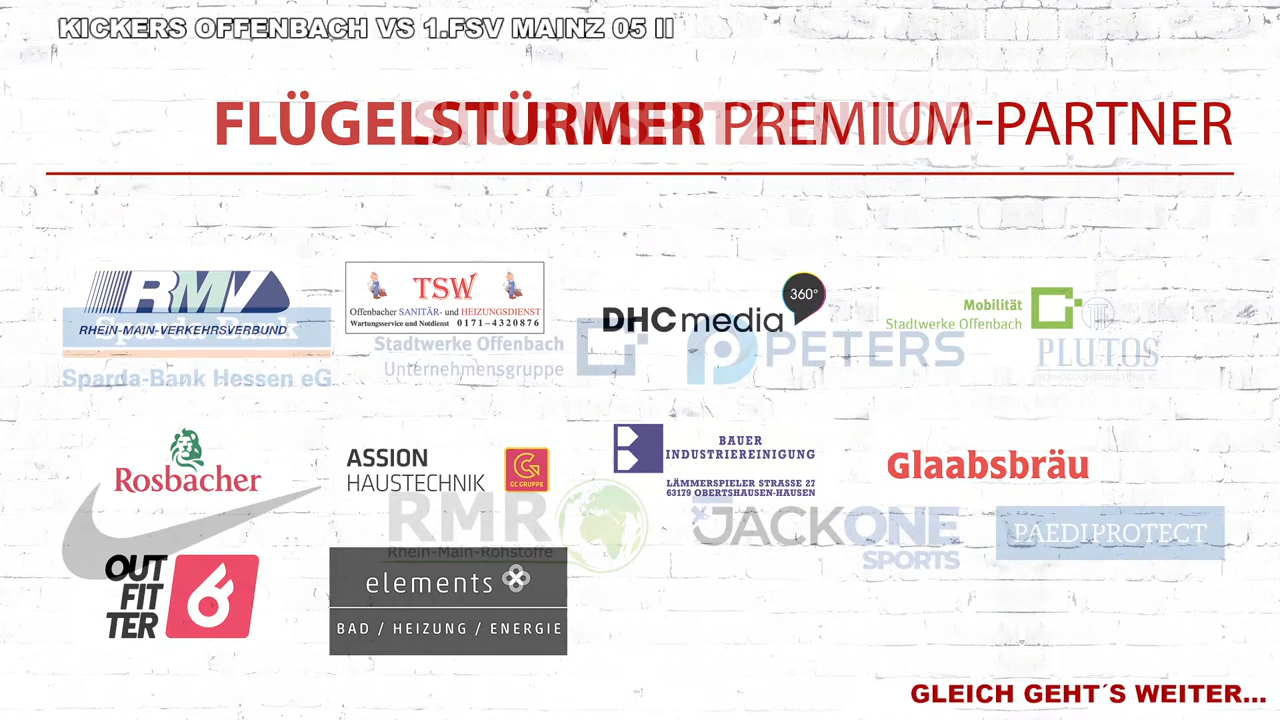 KICKERS OFFENBACH VS 1.FSV MAINZ 05 II
FLÜGELSTÜRMER PREMIUM-PARTNER
RMV
RHEIN-MAIN-VERKEHRSVERBUND
Sparda-Bank
Sparda-Bank Hessen eG
TSW
Offenbacher SANITÄR- und HEIZUNGSDIENST
Wartungsservice und Notdienst 0171-4320876
Stadtwerke Offenbach
Unternehmensgruppe
DHC media 360°
PETERS
Mobilität
Stadtwerke Offenbach
PLUTOS
Rosbacher
ASSION
HAUSTECHNIK
GC GRUPPE
BAUER
INDUSTRIEREINIGUNG
LÄMMERSPIELER STRASSE 27
63179 OBERTSHAUSEN-HAUSEN
Glaabsbräu
RMR
Rhein-Main-Rohstoffe
JACKONE
SPORTS
PAEDIPROTECT
OUT
FIT
TER
elements
BAD / HEIZUNG / ENERGIE
GLEICH GEHT´S WEITER...